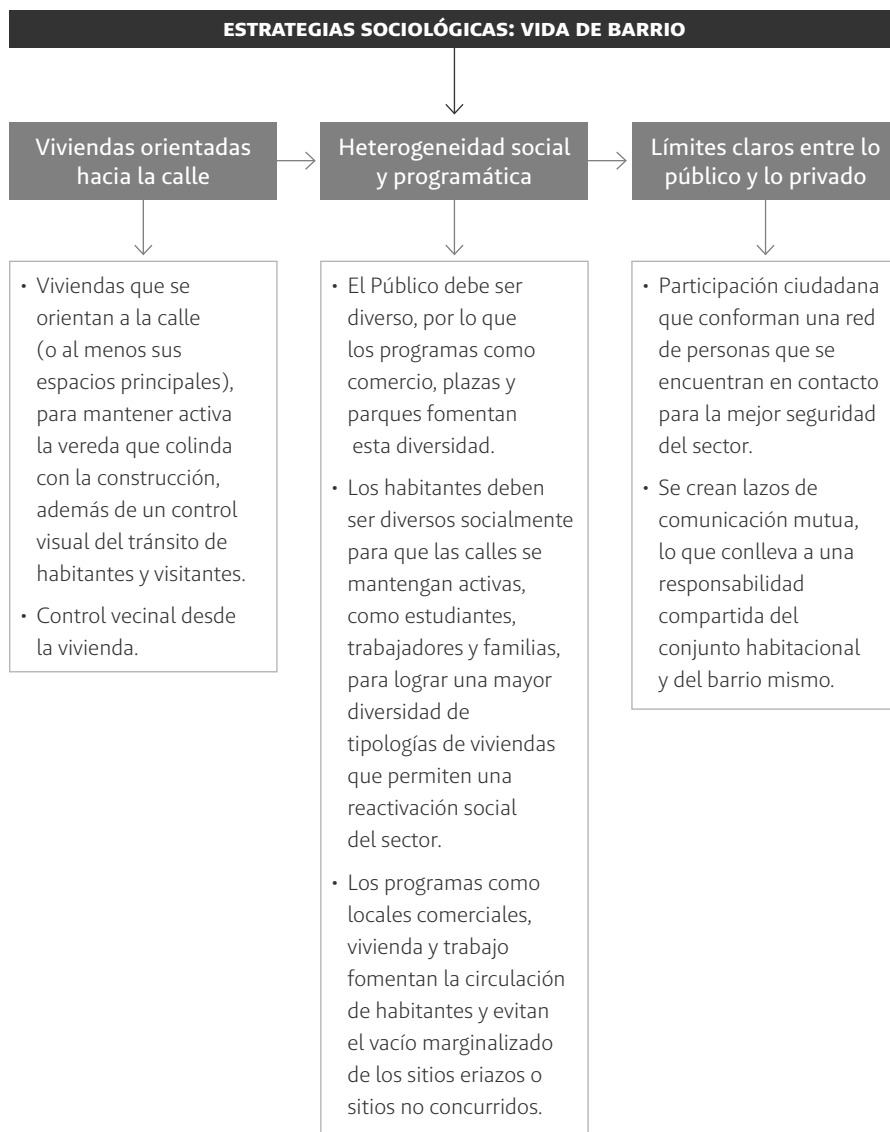 ESTRATEGIAS SOCIOLÓGICAS: VIDA DE BARRIO
Viviendas orientadas
hacia la calle
Heterogeneidad social
y programática
Límites claros entre lo
público y lo privado
• Viviendas que se
orientan a la calle
(o al menos sus
espacios principales),
para mantener activa
la vereda que colinda
con la construcción,
además de un control
visual del tránsito de
habitantes y visitantes.
• Control vecinal desde
la vivienda.
• El Público debe ser
diverso, por lo que
los programas como
comercio, plazas y
parques fomentan
esta diversidad.
• Los habitantes deben
ser diversos socialmente
para que las calles se
mantengan activas,
como estudiantes,
trabajadores y familias,
para lograr una mayor
diversidad de
tipologías de viviendas
que permiten una
reactivación social
del sector.
• Los programas como
locales comerciales,
vivienda y trabajo
fomentan la circulación
de habitantes y evitan
el vacío marginalizado
de los sitios eriazos o
sitios no concurridos.
• Participación ciudadana
que conforman una red
de personas que se
encuentran en contacto
para la mejor seguridad
del sector.
• Se crean lazos de
comunicación mutua,
lo que conlleva a una
responsabilidad
compartida del
conjunto habitacional
y del barrio mismo.